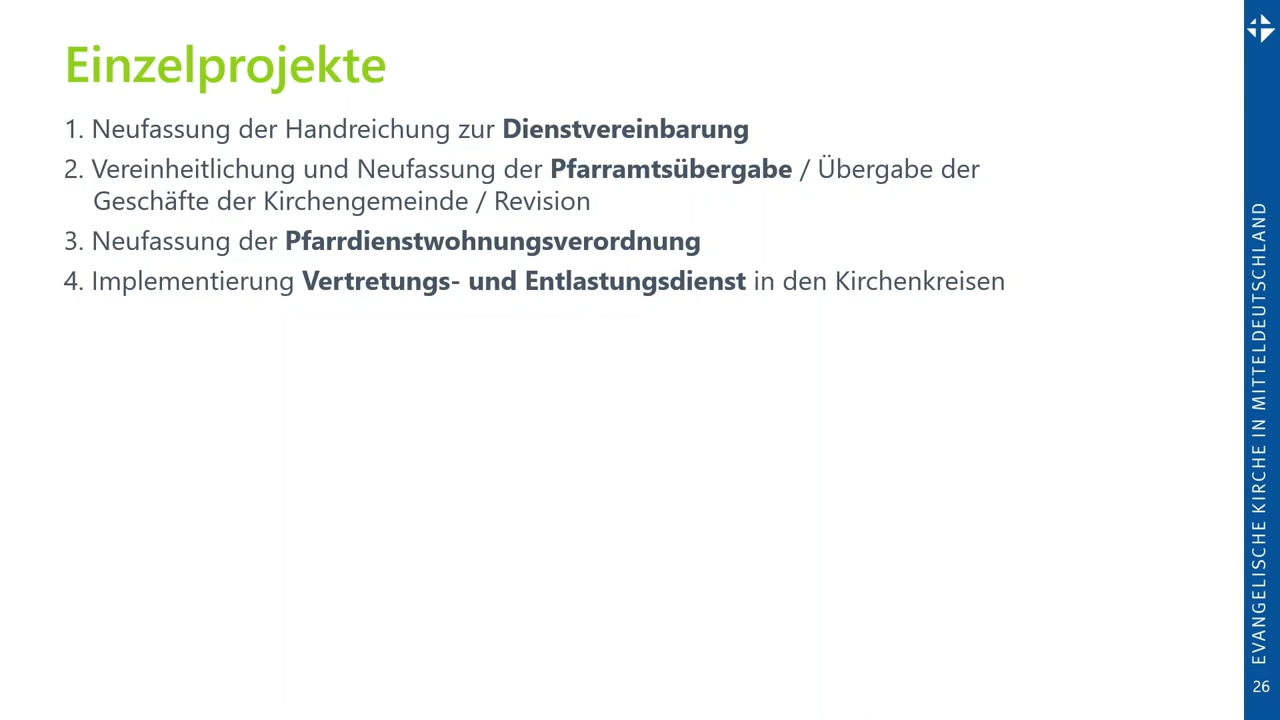 Einzelprojekte
1. Neufassung der Handreichung zur Dienstvereinbarung
2. Vereinheitlichung und Neufassung der Pfarramtsübergabe / Übergabe der
Geschäfte der Kirchengemeinde / Revision
3. Neufassung der Pfarrdienstwohnungsverordnung
4. Implementierung Vertretungs- und Entlastungsdienst in den Kirchenkreisen
EVANGELISCHE KIRCHE IN MITTELDEUTSCHLAND
26